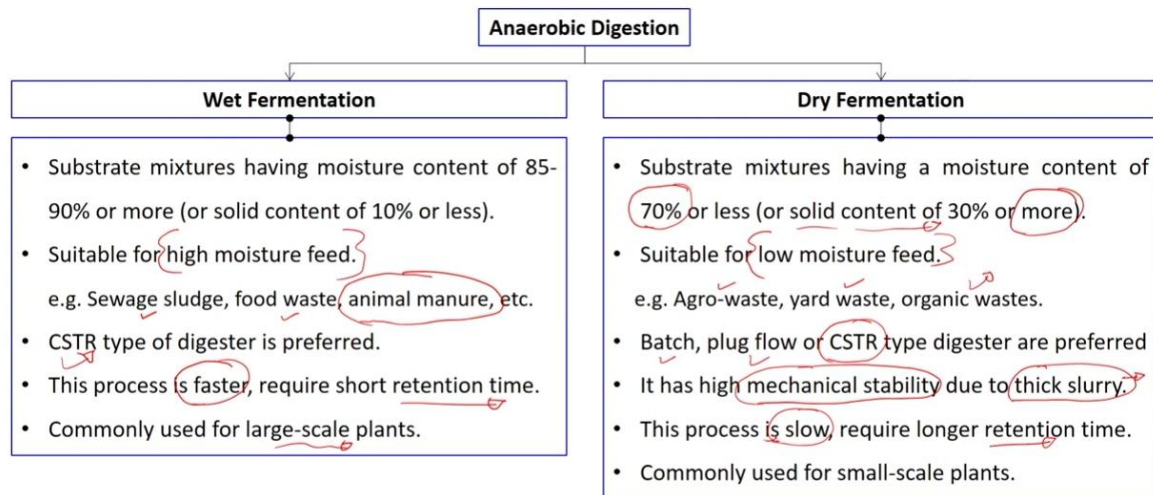 Anaerobic Digestion
Wet Fermentation
• Substrate mixtures having moisture content of 85-
90% or more (or solid content of 10% or less).
• Suitable for high moisture feed.
e.g. Sewage sludge, food waste, animal manure, etc.
• CSTR type of digester is preferred.
• This process is faster, require short retention time.
• Commonly used for large-scale plants.
Dry Fermentation
• Substrate mixtures having a moisture content of
70% or less (or solid content of 30% or more).
• Suitable for low moisture feed.
e.g. Agro-waste, yard waste, organic wastes.
• Batch, plug flow or CSTR type digester are preferred
• It has high mechanical stability due to thick slurry.
• This process is slow, require longer retention time.
• Commonly used for small-scale plants.